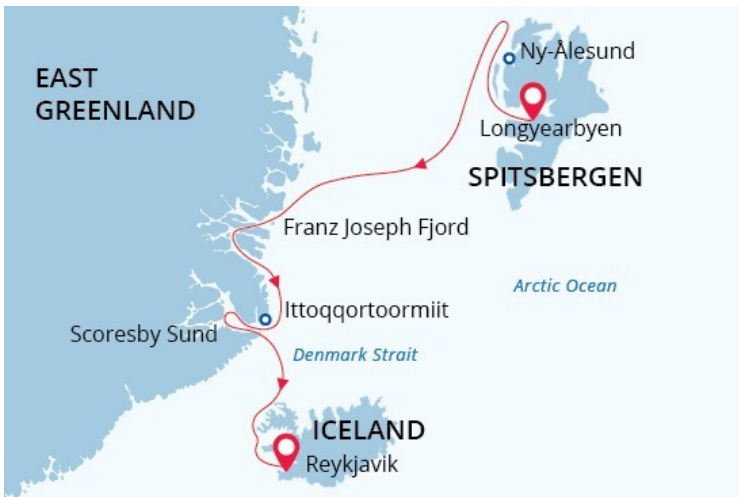 EAST
GREENLAND
Ny-Ålesund
Longyearbyen
SPITSBERGEN
Franz Joseph Fjord
Arctic Ocean
Ittoqqortoormiit
Scoresby Sund
Denmark Strait
ICELAND
Reykjavik